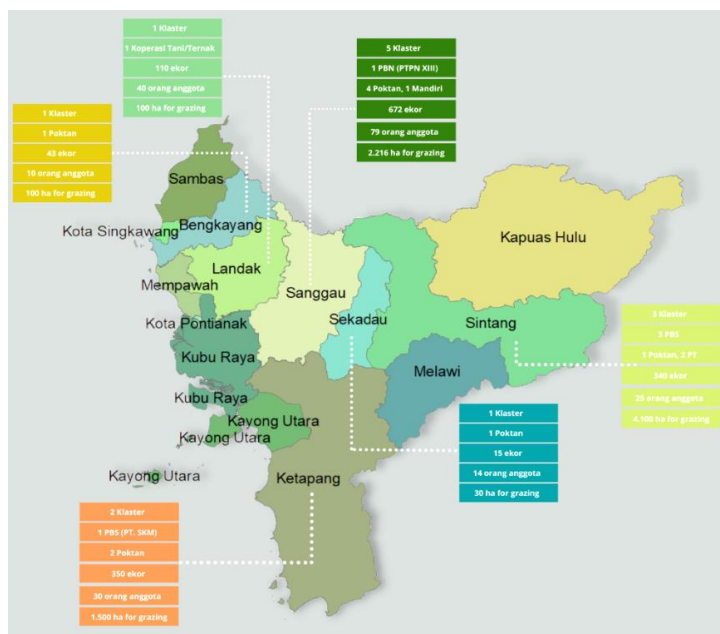 1 Klaster
1 Koperasi Tani/Ternak
110 ekor
40 orang anggota
100 ha for grazing
5 Klaster
1 PBN (PTPN XIII)
4 Poktan, 1 Mandiri
672 ekor
79 orang anggota
2.216 ha for grazing
1 Klaster
1 Poktan
43 ekor
16 orang anggota
100 ha for grazing
Sambas
Kota Singkawang
Bengkayang
Landak
Mempawah
Sanggau
Kapuas Hulu
Kota Pontianak
Sekadau
Sintang
Kubu Raya
Melawi
Kubu Raya
Kayong Utara
Kayong Utara
Kayong Utara
Ketapang
3 Klaster
3 PBS
1 Poktan, 2 PT
340 ekor
25 orang anggota
4.100 ha for grazing
1 Klaster
1 Poktan
15 ekor
14 orang anggota
30 ha for grazing
2 Klaster
1 PBS (PT. SKM)
2 Poktan
350 ekor
30 orang anggota
1.500 ha for grazing